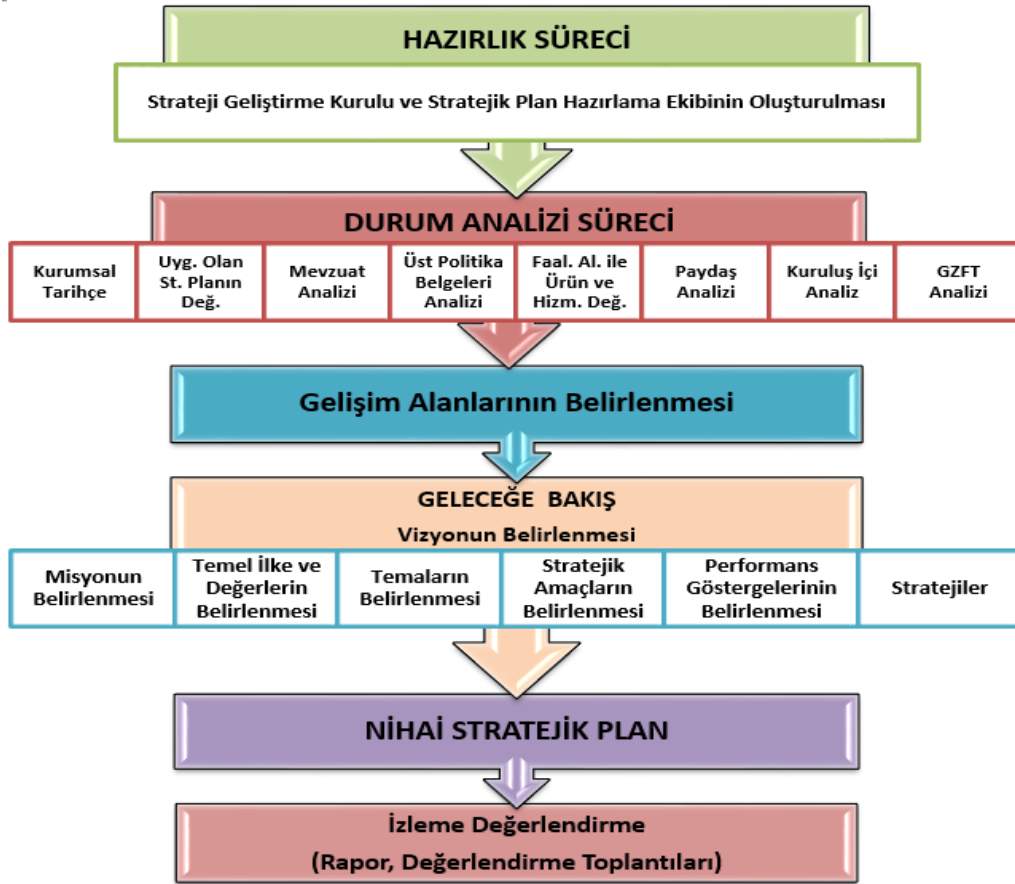 HAZIRLIK SÜRECİ
Strateji Geliştirme Kurulu ve Stratejik Plan Hazırlama Ekibinin Oluşturulması
DURUM ANALİZİ SÜRECİ
Kurumsal
Tarihçe
Uyg. Olan
St. Planın
Değ.
Mevzuat
Analizi
Üst Politika
Belgeleri
Analizi
Faal. Al. ile
Ürün ve
Hizm. Değ.
Paydaş
Analizi
Kuruluş İçi
Analiz
GZFT
Analizi
Gelişim Alanlarının Belirlenmesi
GELECEĞE BAKIŞ
Vizyonun Belirlenmesi
Misyonun
Belirlenmesi
Temel İlke ve
Değerlerin
Belirlenmesi
Temaların
Belirlenmesi
Stratejik
Amaçların
Belirlenmesi
Performans
Göstergelerinin
Belirlenmesi
Stratejiler
NİHAİ STRATEJİK PLAN
İzleme Değerlendirme
(Rapor, Değerlendirme Toplantıları)